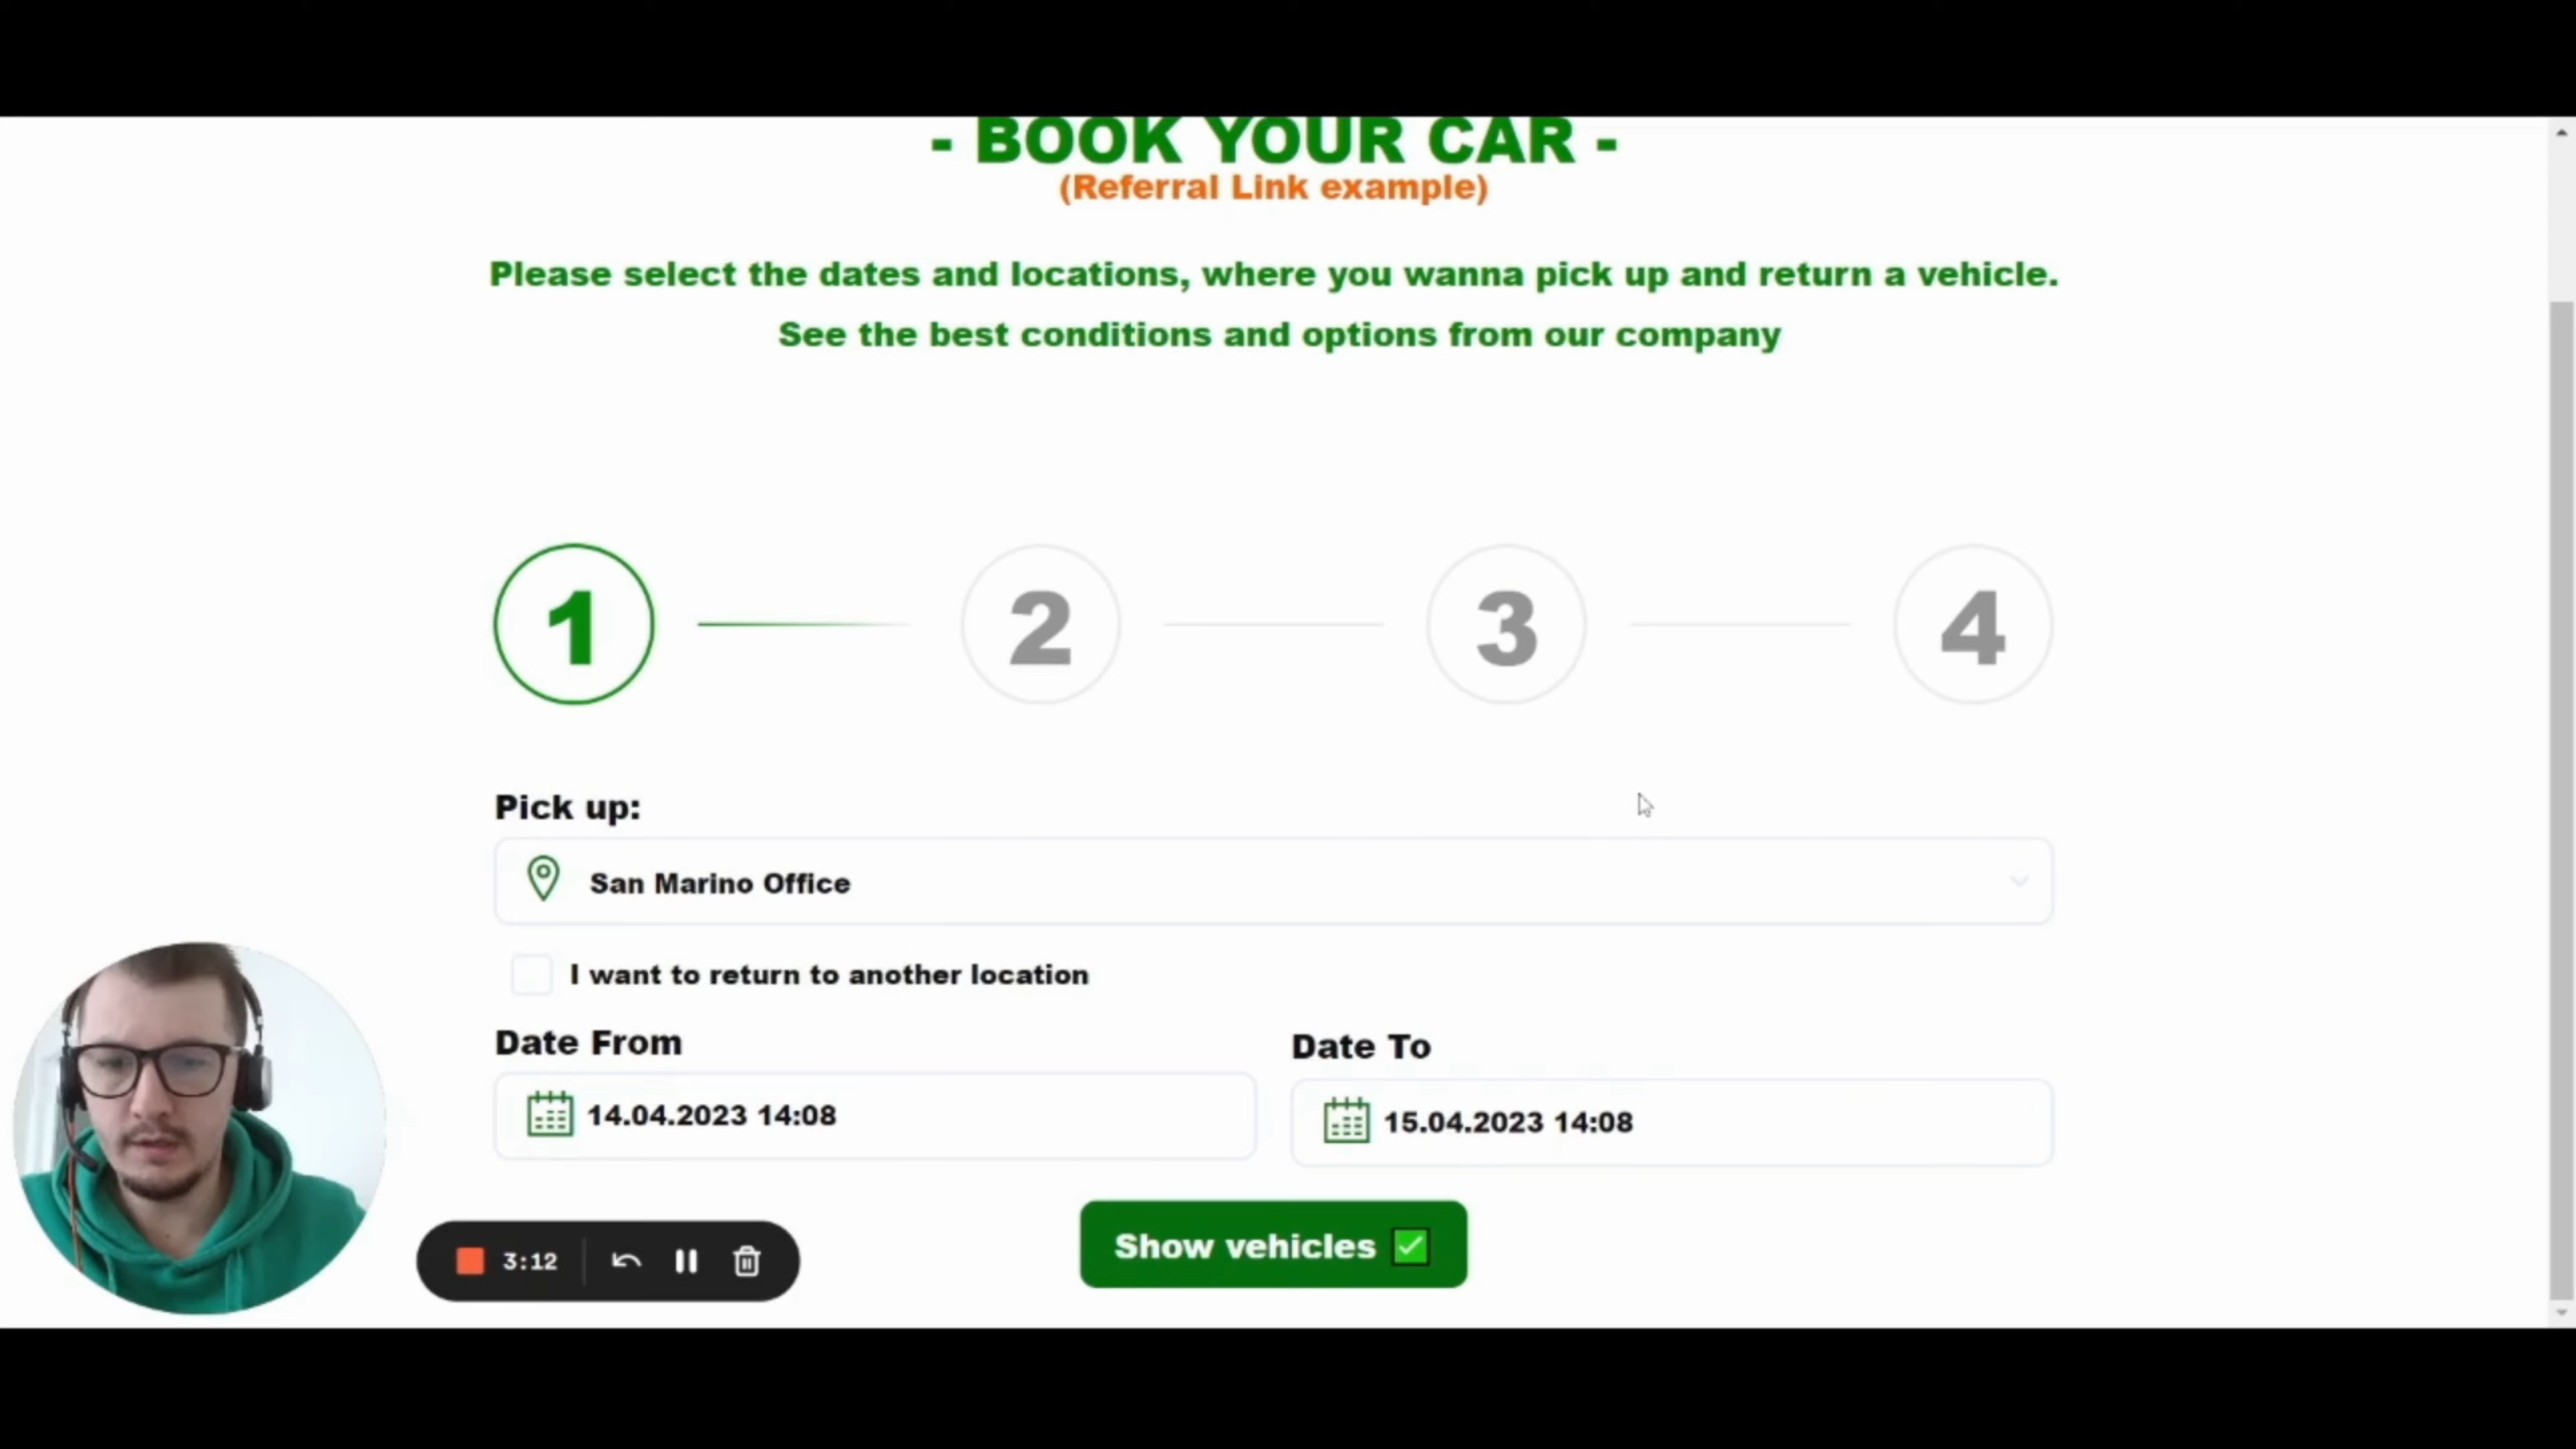 - BOOK YOUR CAR -
(Referral Link example)
Please select the dates and locations, where you wanna pick up and return a vehicle.
See the best conditions and options from our company
1 2 3 4
Pick up:
San Marino Office
I want to return to another location
Date From
Date To
14.04.2023 14:08
15.04.2023 14:08
Show vehicles
3:12